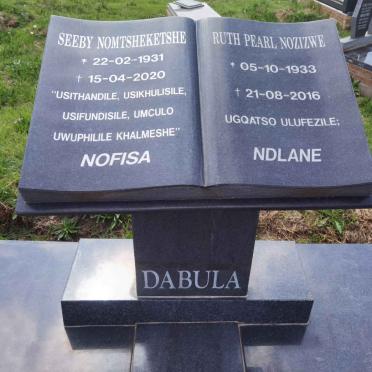 SEEBY NOMTSHEKETSHE
† 22-02-1931
† 15-04-2020
"USITHANDILE, USIKHULISILE,
USIFUNDISILE, UMCULO
UWUPHILILE KHALMESHE"
NOFISA
RUTH PEARL NOZIZWE
† 05-10-1933
† 21-08-2016
UGQATSO ULUFEZILE;
NDLANE
DABULA